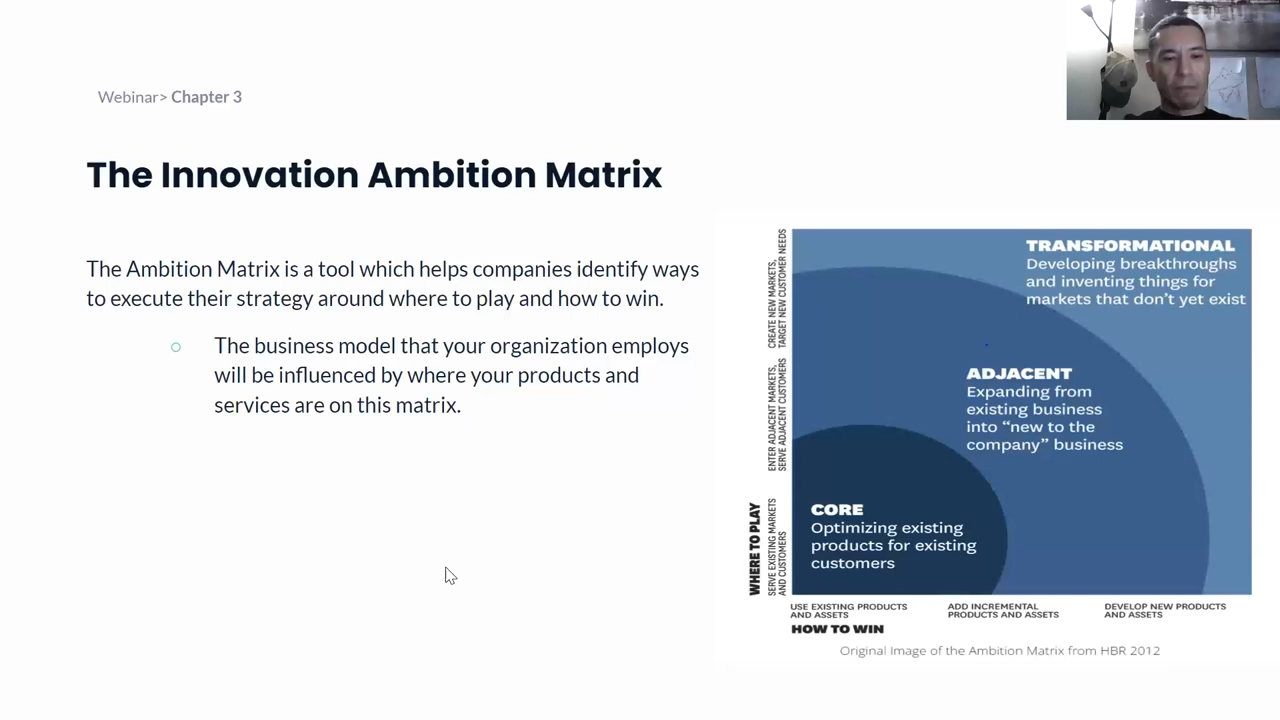 Webinar> Chapter 3
The Innovation Ambition Matrix
The Ambition Matrix is a tool which helps companies identify ways
to execute their strategy around where to play and how to win.
The business model that your organization employs
will be influenced by where your products and
services are on this matrix.
TRANSFORMATIONAL
Developing breakthroughs
and inventing things for
markets that don't yet exist
ADJACENT
Expanding from
existing business
into "new to the
company" business
CORE
Optimizing existing
products for existing
customers
WHERE TO PLAY
CREATE NEW MARKETS,
TARGET NEW CUSTOMER NEEDS
ENTER ADJACENT MARKETS,
SERVE ADJACENT CUSTOMERS
SERVE EXISTING MARKETS
AND CUSTOMERS
USE EXISTING PRODUCTS
AND ASSETS
ADD INCREMENTAL
PRODUCTS AND ASSETS
DEVELOP NEW PRODUCTS
AND ASSETS
HOW TO WIN
Original Image of the Ambition Matrix from HBR 2012